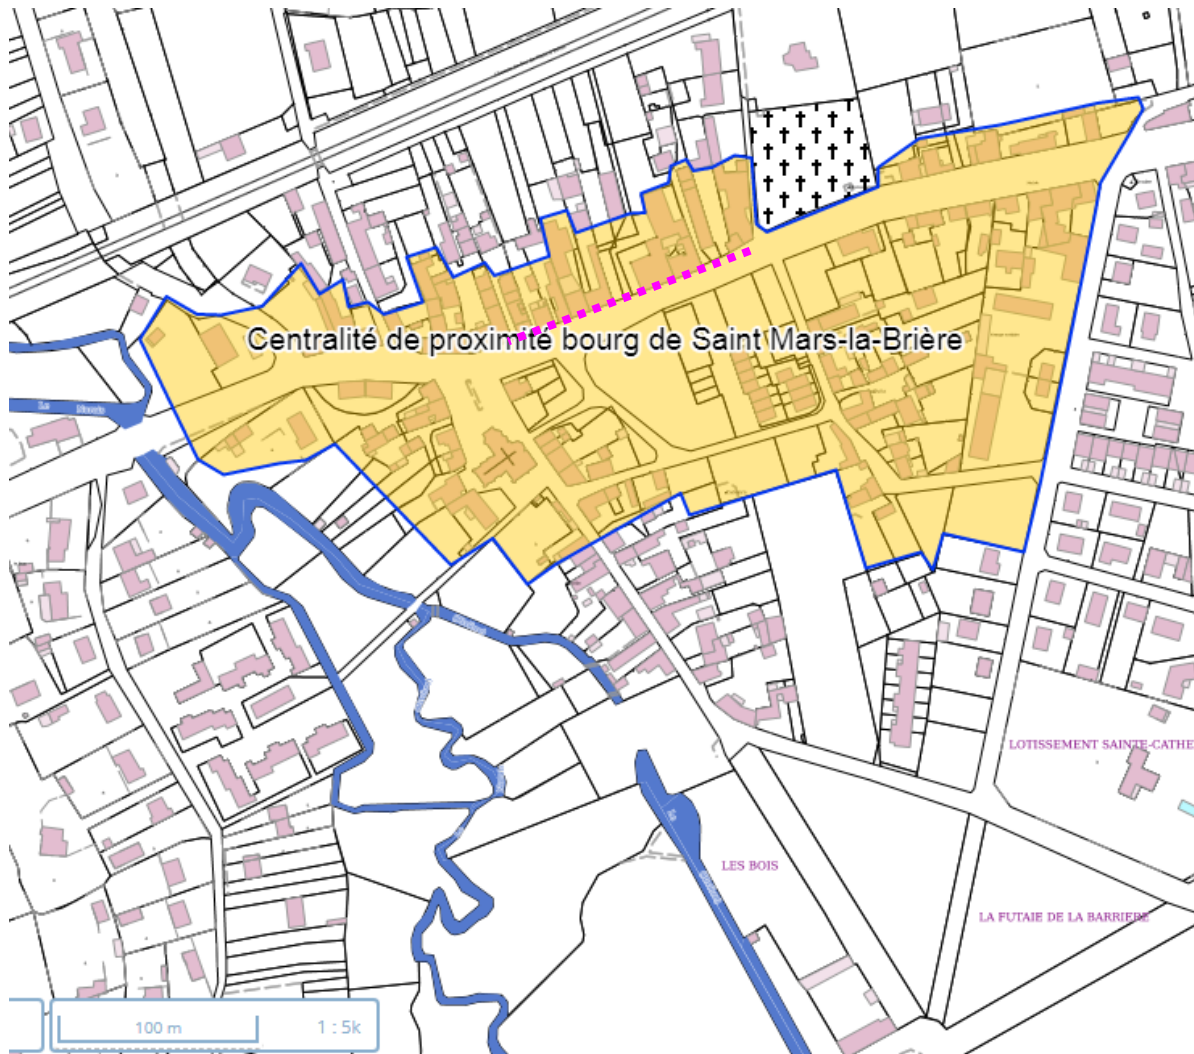 Centralité de proximité bourg de Saint Mars-la-Brière
Le
LOTISSEMENT SAINTE-CATHE
LES BOIS
LA FUTAIE DE LA BARRIERE
100 m
1 : 5k